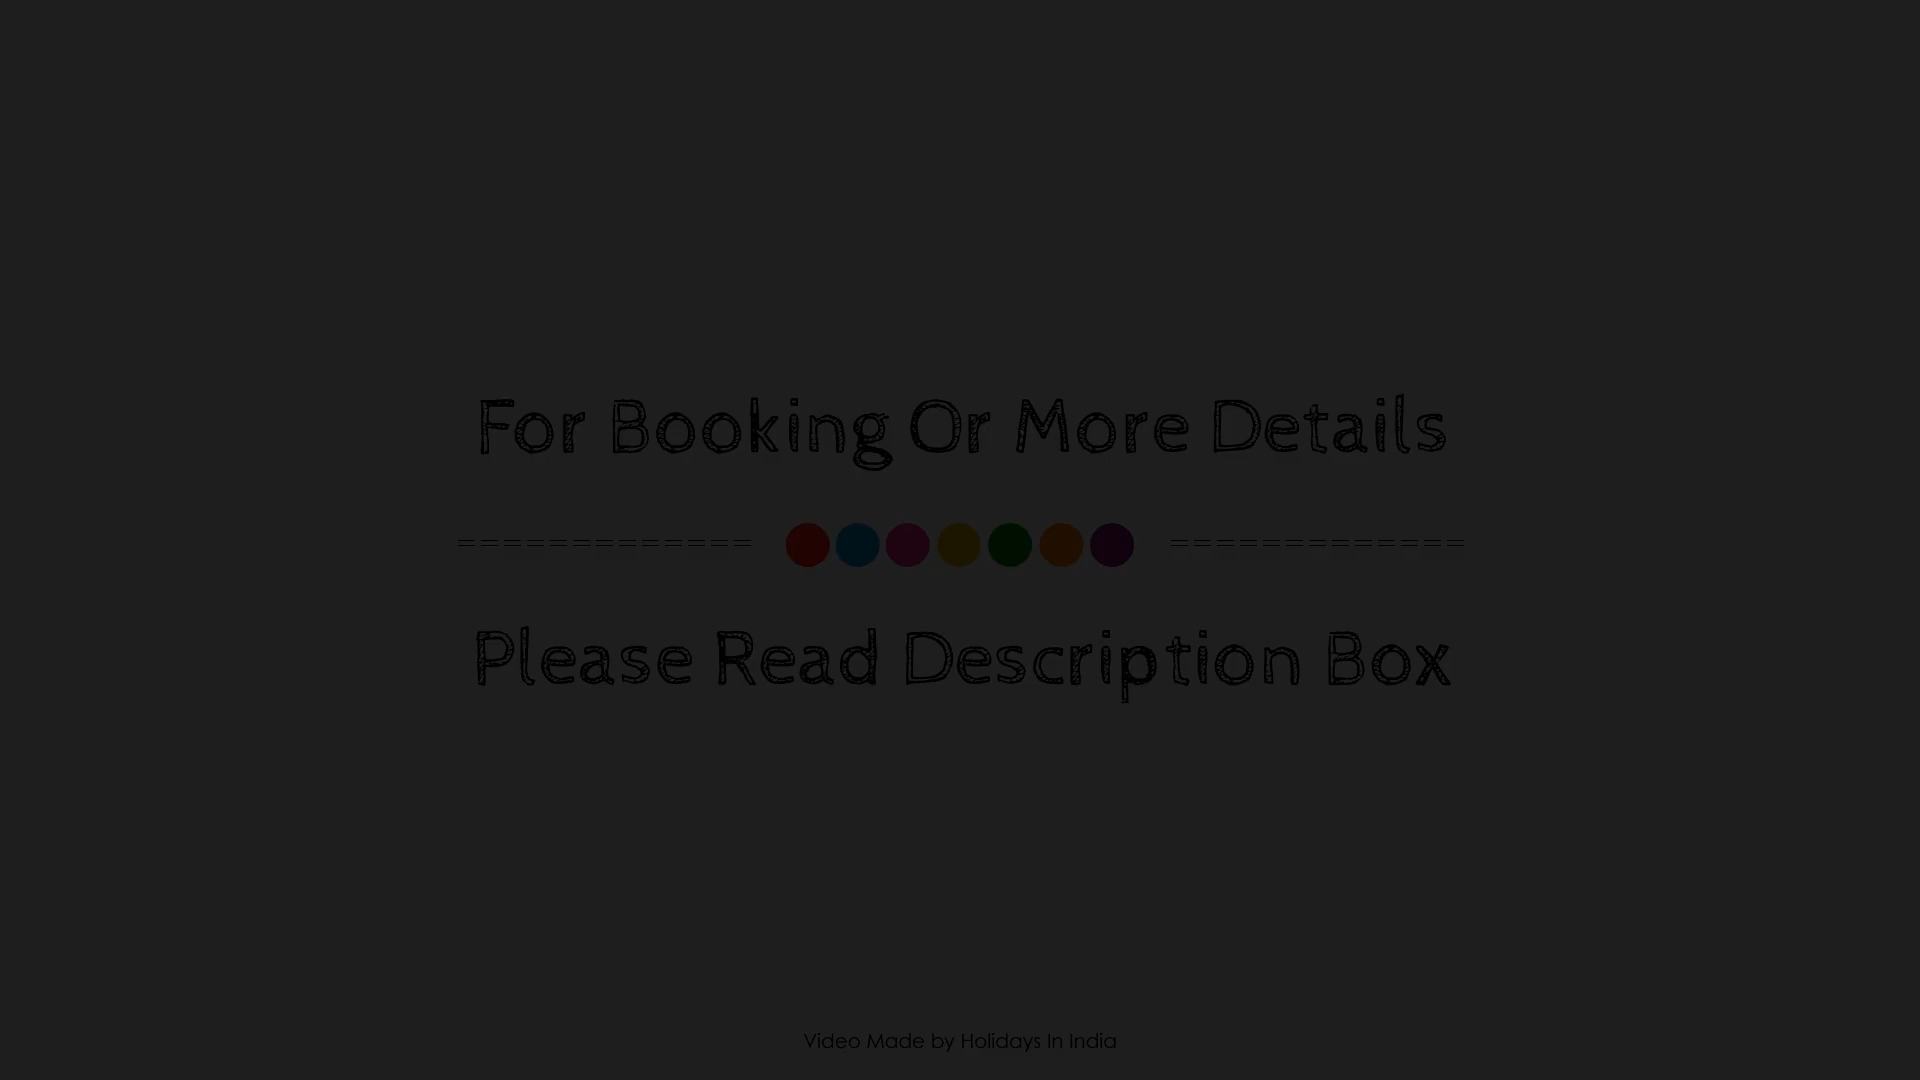 For Booking Or More Details
============= =============
Please Read Description Box
Video Made by Holidays In India